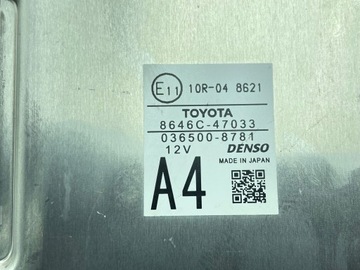 E11 10R-04 8621
TOYOTA
8646C-47033
036500-8781
12V DENSO
MADE IN JAPAN
A4